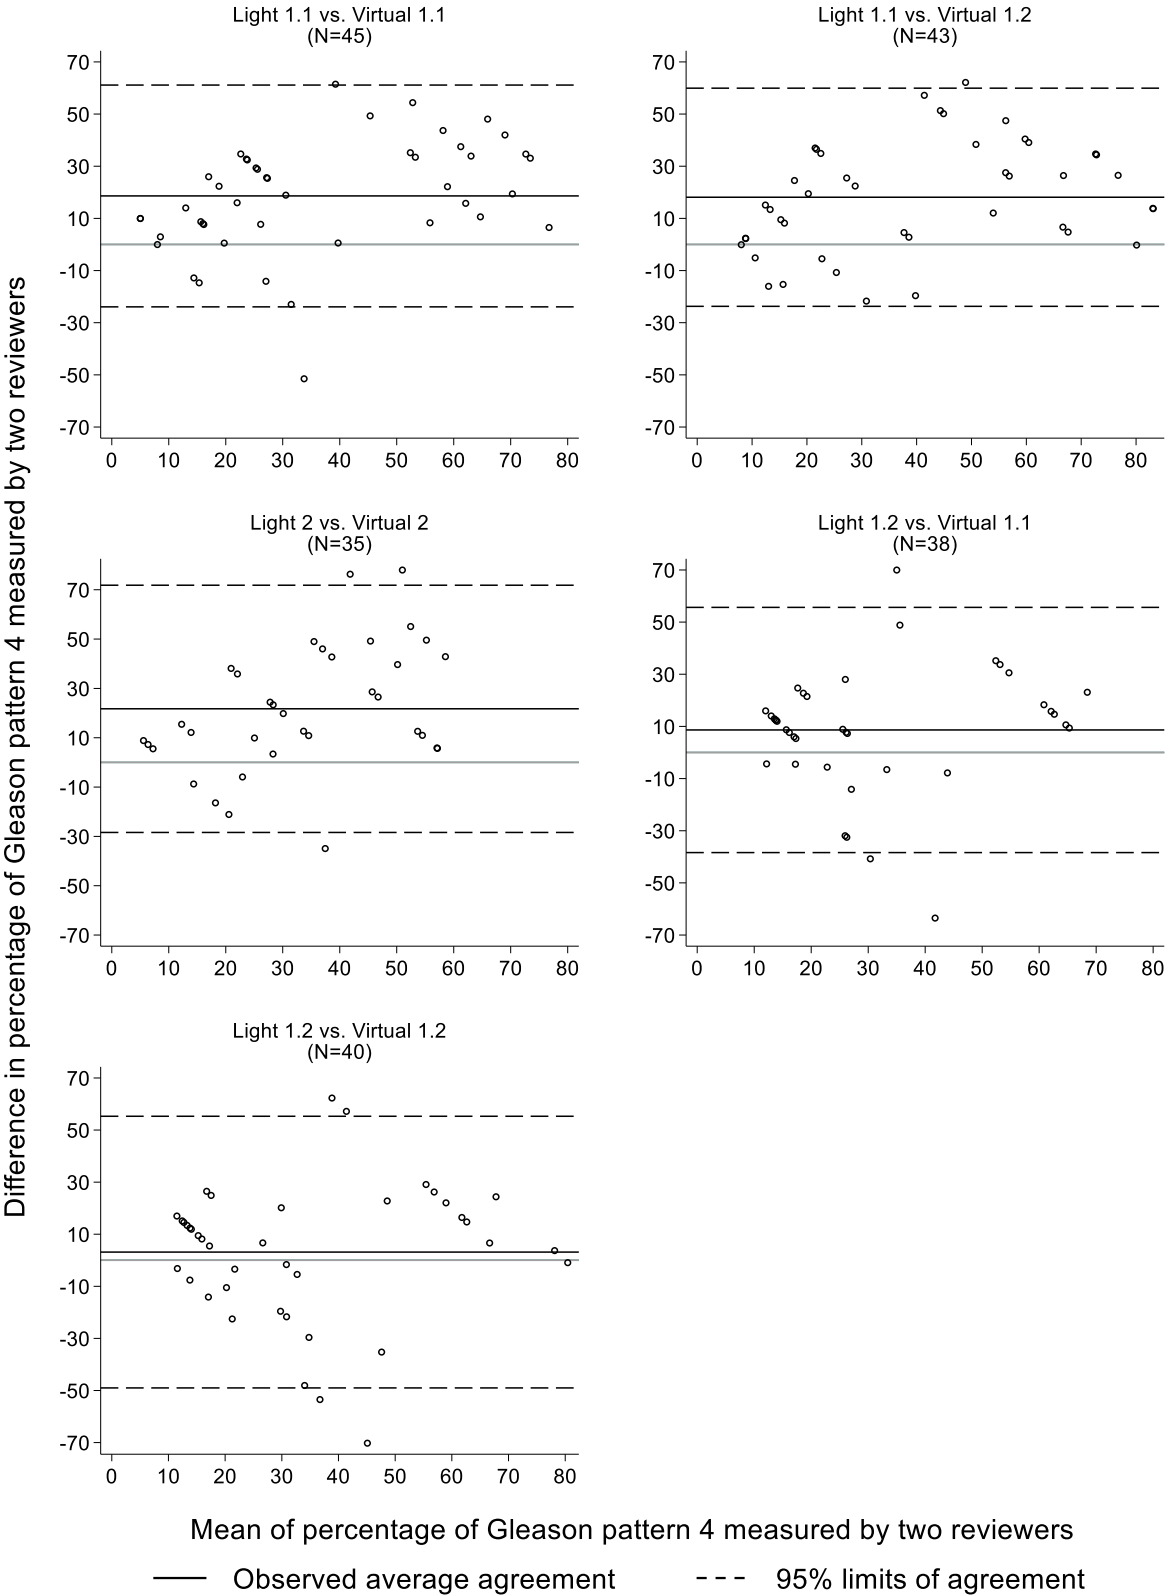 Difference in percentage of Gleason pattern 4 measured by two reviewers
Light 1.1 vs. Virtual 1.1
(N=45)
70
50
30
10
-10
-30
-50
-70
0 10 20 30 40 50 60 70 80
Light 1.1 vs. Virtual 1.2
(N=43)
70
50
30
10
-10
-30
-50
-70
0 10 20 30 40 50 60 70 80
Light 2 vs. Virtual 2
(N=35)
70
50
30
10
-10
-30
-50
-70
0 10 20 30 40 50 60 70 80
Light 1.2 vs. Virtual 1.1
(N=38)
70
50
30
10
-10
-30
-50
-70
0 10 20 30 40 50 60 70 80
Light 1.2 vs. Virtual 1.2
(N=40)
70
50
30
10
-10
-30
-50
-70
0 10 20 30 40 50 60 70 80
Mean of percentage of Gleason pattern 4 measured by two reviewers
Observed average agreement
95% limits of agreement